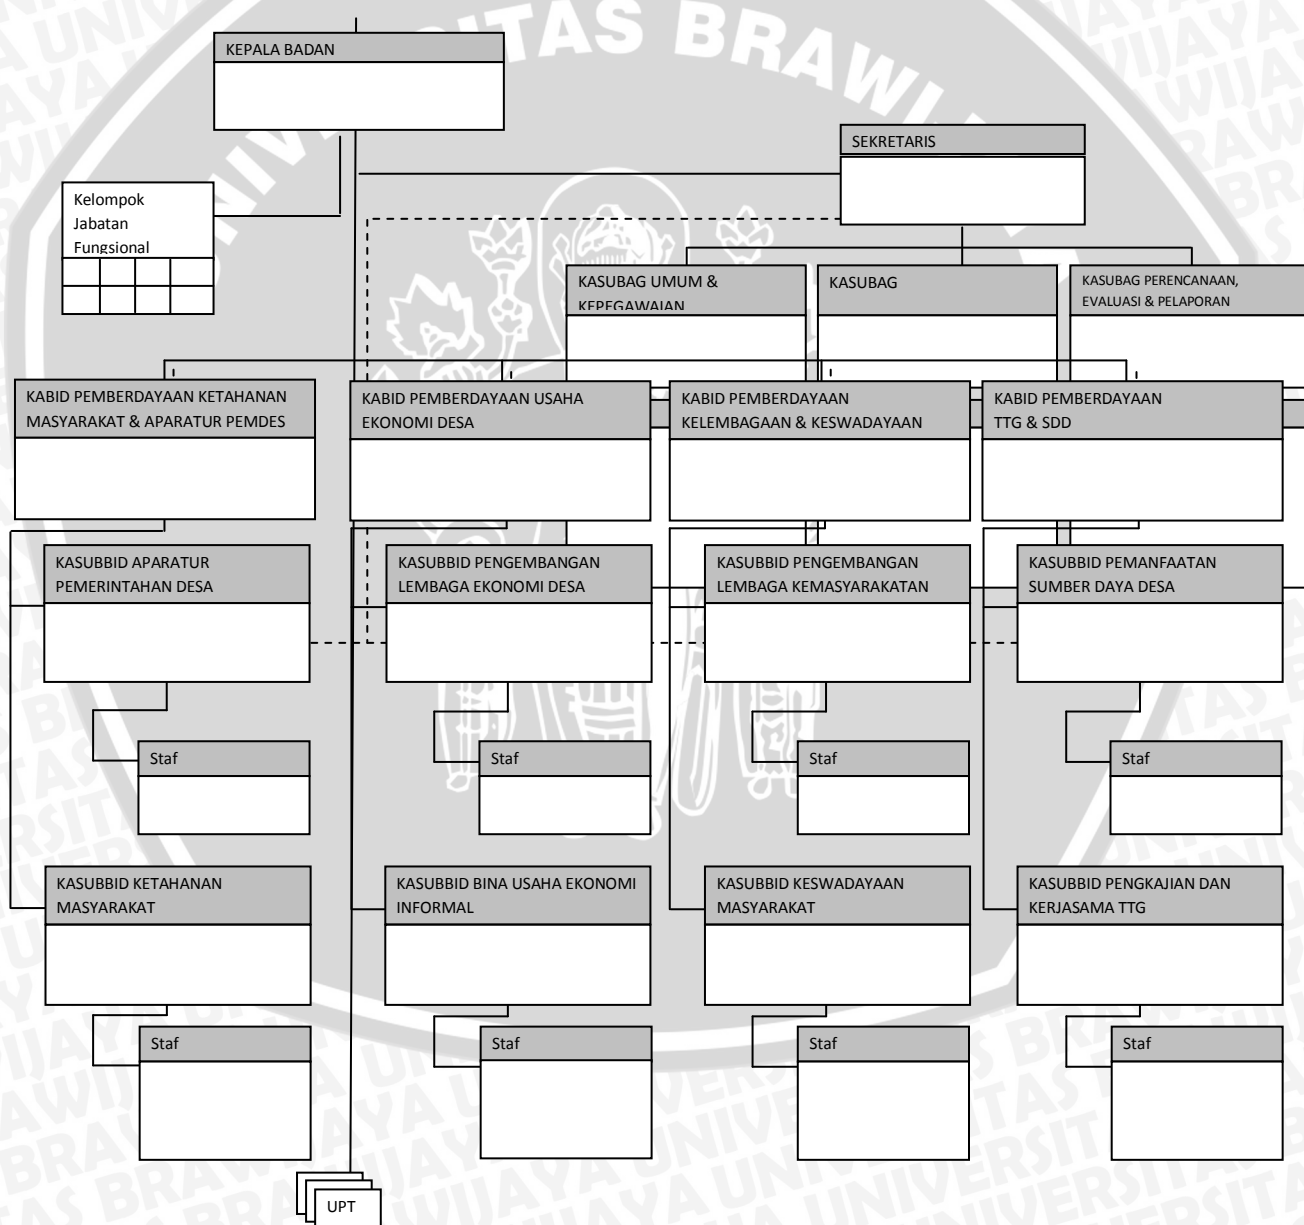 KEPALA BADAN
SEKRETARIS
Kelompok
Jabatan
Fungsional
KASUBAG UMUM &
KEPEGAWAIAN
KASUBAG
KASUBAG PERENCANAAN,
EVALUASI & PELAPORAN
KABID PEMBERDAYAAN KETAHANAN
MASYARAKAT & APARATUR PEMDES
KABID PEMBERDAYAAN USAHA
EKONOMI DESA
KABID PEMBERDAYAAN
KELEMBAGAAN & KESWADAYAAN
KABID PEMBERDAYAAN
TTG & SDD
KASUBBID APARATUR
PEMERINTAHAN DESA
KASUBBID PENGEMBANGAN
LEMBAGA EKONOMI DESA
KASUBBID PENGEMBANGAN
LEMBAGA KEMASYARAKATAN
KASUBBID PEMANFAATAN
SUMBER DAYA DESA
Staf
Staf
Staf
Staf
KASUBBID KETAHANAN
MASYARAKAT
KASUBBID BINA USAHA EKONOMI
INFORMAL
KASUBBID KESWADAYAAN
MASYARAKAT
KASUBBID PENGKAJIAN DAN
KERJASAMA TTG
Staf
Staf
Staf
Staf
UPT